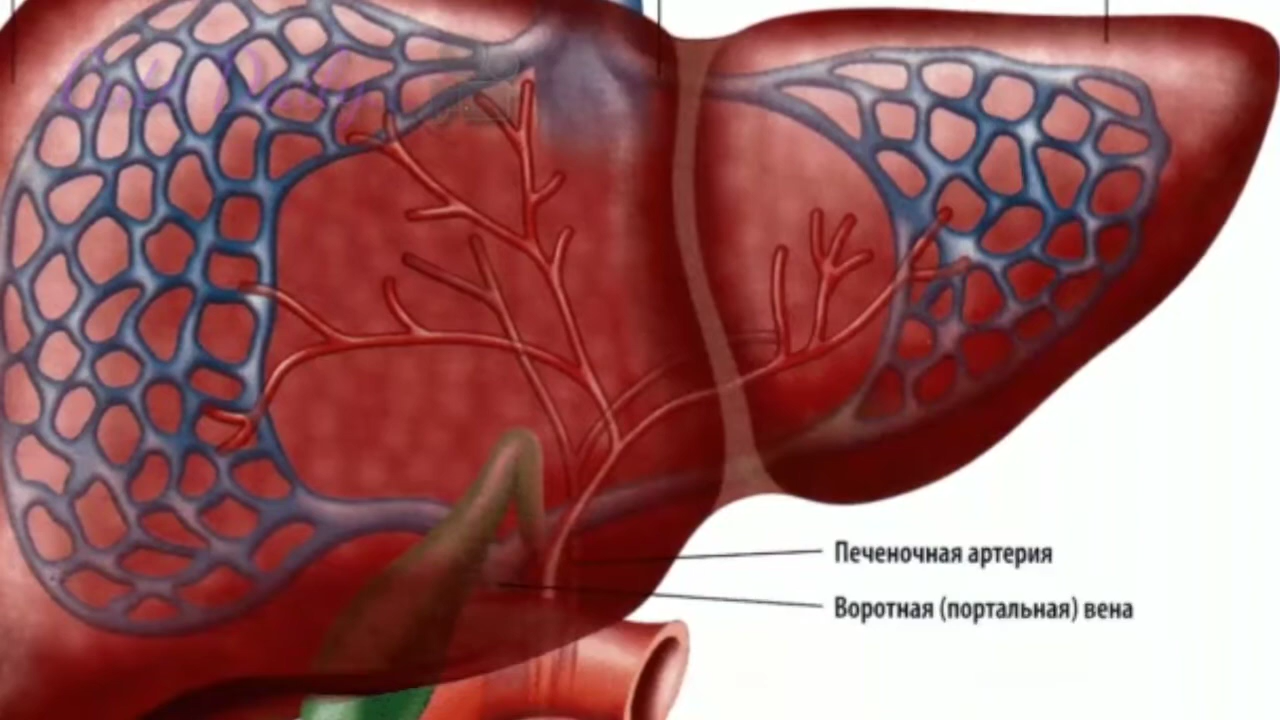 Печеночная артерия
Воротная (портальная) вена